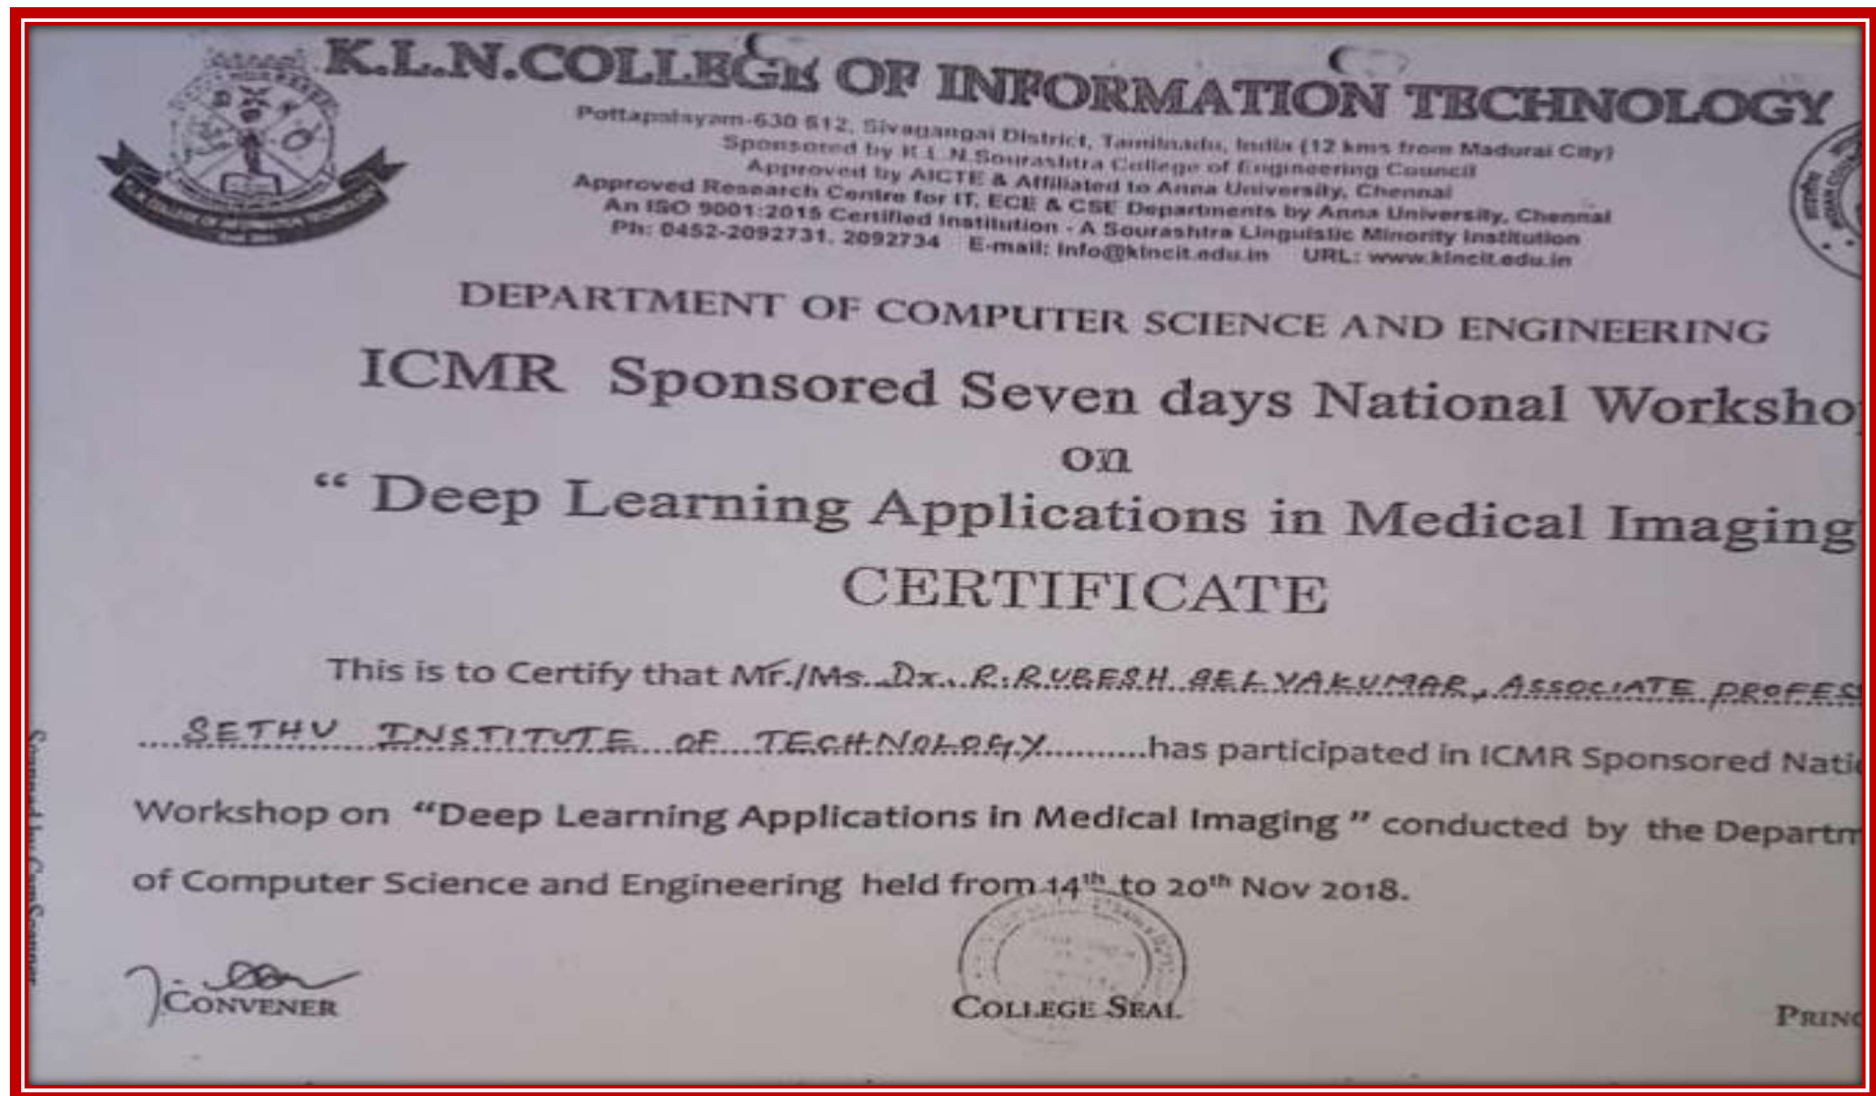 K.L.N.COLLEGE OF INFORMATION TECHNOLOGY
Pottapalayam-630 612, Sivagangai District, Tamilnadu, India (12 kms from Madurai City)
Sponsored by K.L.N.Sourashtra College of Engineering Council
Approved by AICTE & Affiliated to Anna University, Chennai
Approved Research Centre for IT, ECE & CSE Departments by Anna University, Chennai
An ISO 9001:2015 Certified Institution - A Sourashtra Linguistic Minority Institution
Ph: 0452-2092731, 2092734 E-mail: info@klncit.edu.in URL: www.klncit.edu.in
DEPARTMENT OF COMPUTER SCIENCE AND ENGINEERING
ICMR Sponsored Seven days National Worksho
on
“ Deep Learning Applications in Medical Imaging
CERTIFICATE
This is to Certify that Mr./Ms. Dr. R. RUBESH SELVAKUMAR, ASSOCIATE PROFES
SETHU INSTITUTE OF TECHNOLOGY has participated in ICMR Sponsored Natio
Workshop on “Deep Learning Applications in Medical Imaging ” conducted by the Departm
of Computer Science and Engineering held from 14th to 20th Nov 2018.
CONVENER
COLLEGE SEAL
PRINC
Scanned by CamScanner